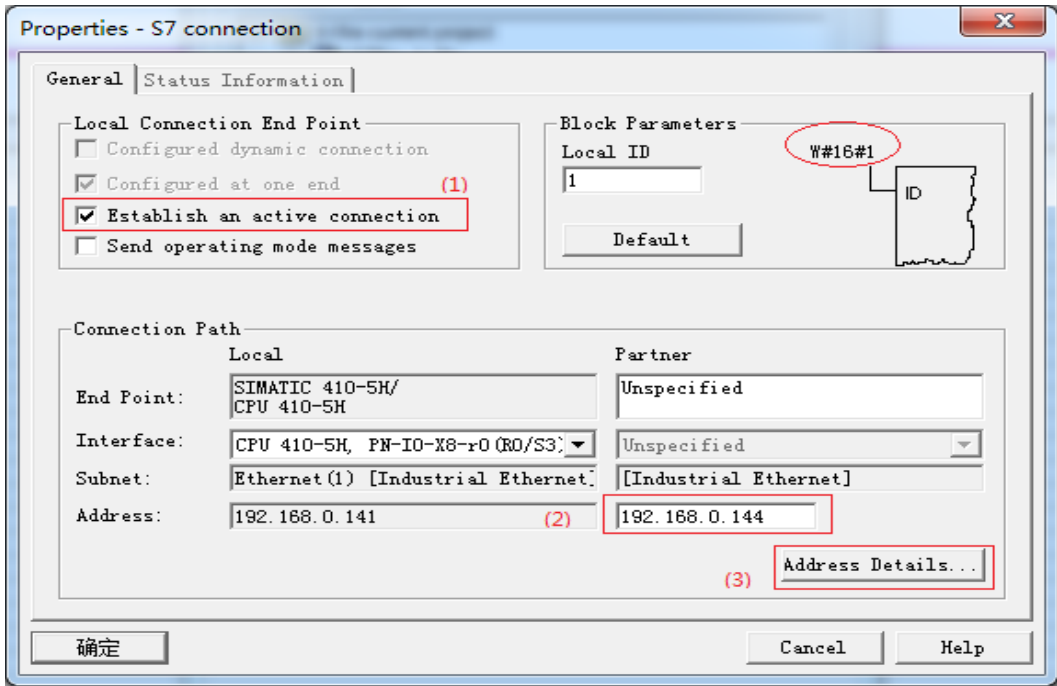 Properties - S7 connection
General
Status Information
Local Connection End Point
Configured dynamic connection
Configured at one end
(1)
Establish an active connection
Send operating mode messages
Block Parameters
Local ID
W#16#1
1
ID
Default
Connection Path
Local
Partner
End Point:
SIMATIC 410-5H/
CPU 410-5H
Unspecified
Interface:
CPU 410-5H, PN-IO-X8-r0(R0/S3)
Unspecified
Subnet:
Ethernet(1) [Industrial Ethernet]
[Industrial Ethernet]
Address:
192.168.0.141
(2)
192.168.0.144
(3)
Address Details...
确定
Cancel
Help